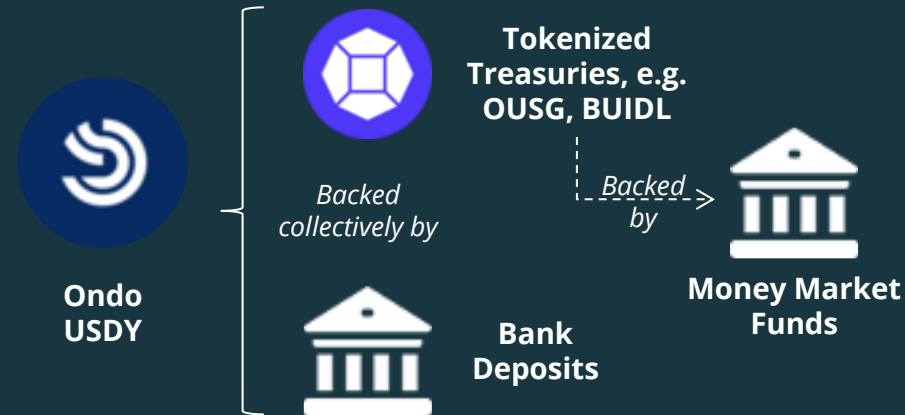 Tokenized
Treasuries, e.g.
OUSG, BUIDL
Backed
collectively by
Backed
by
Ondo
USDY
Money Market
Funds
Bank
Deposits